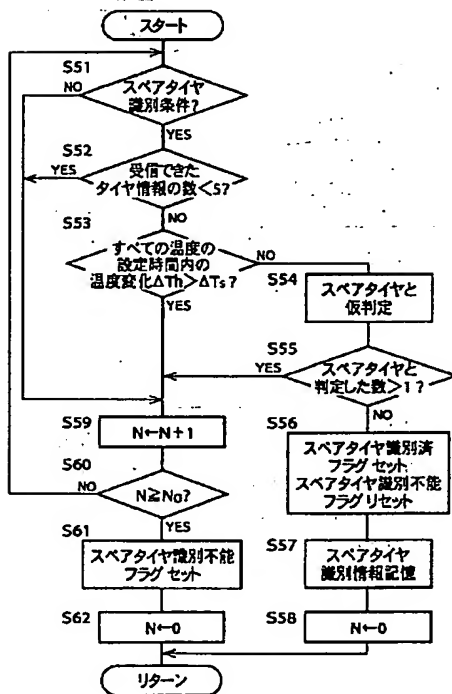 スタート
S51
スペアタイヤ
識別条件?
NO
YES
S52
受信できた
タイヤ情報の数<5?
YES
NO
S53
すべての温度の
設定時間内の
温度変化ΔTh>ΔTs?
NO
YES
S54
スペアタイヤと
仮判定
S55
スペアタイヤと
判定した数>1?
YES
NO
S56
スペアタイヤ識別済
フラグセット
スペアタイヤ識別不能
フラグリセット
S57
スペアタイヤ
識別情報記憶
S58
N←0
S59
N←N+1
S60
N≧No?
NO
YES
S61
スペアタイヤ識別不能
フラグセット
S62
N←0
リターン